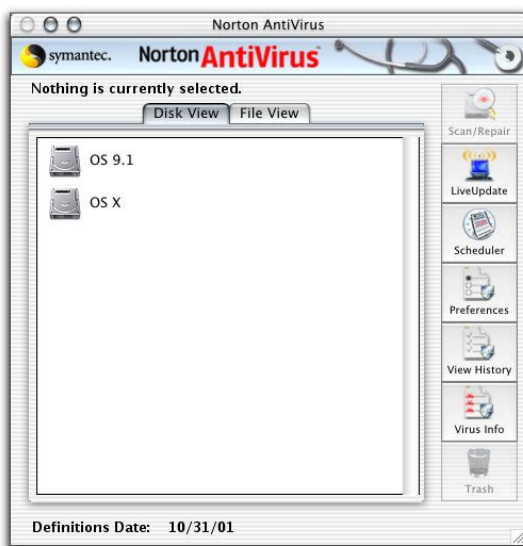 Norton AntiVirus
symantec. Norton AntiVirus
Nothing is currently selected.
Disk View File View
OS 9.1
OS X
Scan/Repair
LiveUpdate
Scheduler
Preferences
View History
Virus Info
Trash
Definitions Date: 10/31/01